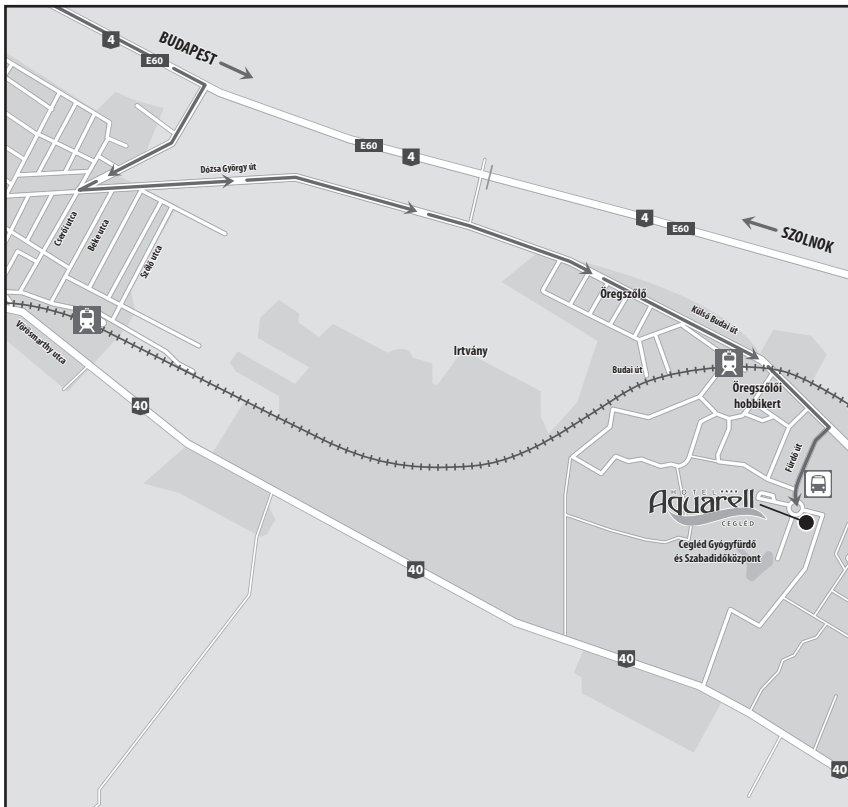 4
BUDAPEST
E60
E60
4
Dózsa György út
4
E60
SZOLNOK
Cserői utca
Béke utca
Szőlő utca
Öregszőlő
Külső Budai út
Vörösmarthy utca
Irtvány
Budai út
Öregszőlői
hobbikert
40
Fürdő út
HOTEL ****
Aquarell
CEGLÉD
Cegléd Gyógyfürdő
és Szabadidőközpont
40
40
40